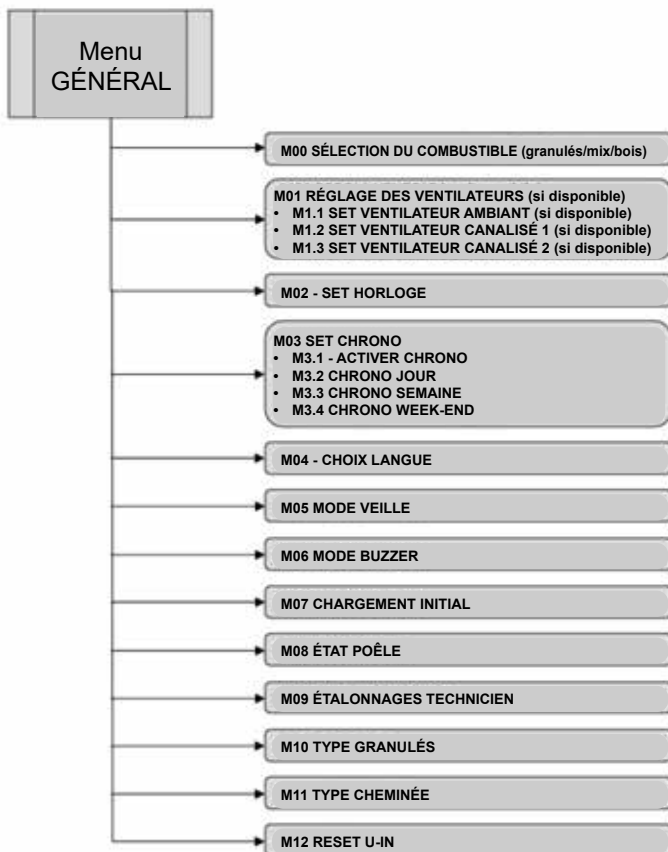 Menu
GÉNÉRAL
M00 SÉLECTION DU COMBUSTIBLE (granulés/mix/bois)
M01 RÉGLAGE DES VENTILATEURS (si disponible)
• M1.1 SET VENTILATEUR AMBIANT (si disponible)
• M1.2 SET VENTILATEUR CANALISÉ 1 (si disponible)
• M1.3 SET VENTILATEUR CANALISÉ 2 (si disponible)
M02 - SET HORLOGE
M03 SET CHRONO
• M3.1 - ACTIVER CHRONO
• M3.2 CHRONO JOUR
• M3.3 CHRONO SEMAINE
• M3.4 CHRONO WEEK-END
M04 - CHOIX LANGUE
M05 MODE VEILLE
M06 MODE BUZZER
M07 CHARGEMENT INITIAL
M08 ÉTAT POÊLE
M09 ÉTALONNAGES TECHNICIEN
M10 TYPE GRANULÉS
M11 TYPE CHEMINÉE
M12 RESET U-IN